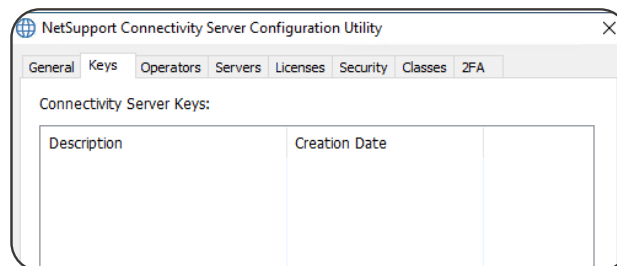 NetSupport Connectivity Server Configuration Utility
General Keys Operators Servers Licenses Security Classes 2FA
Connectivity Server Keys:
Description Creation Date